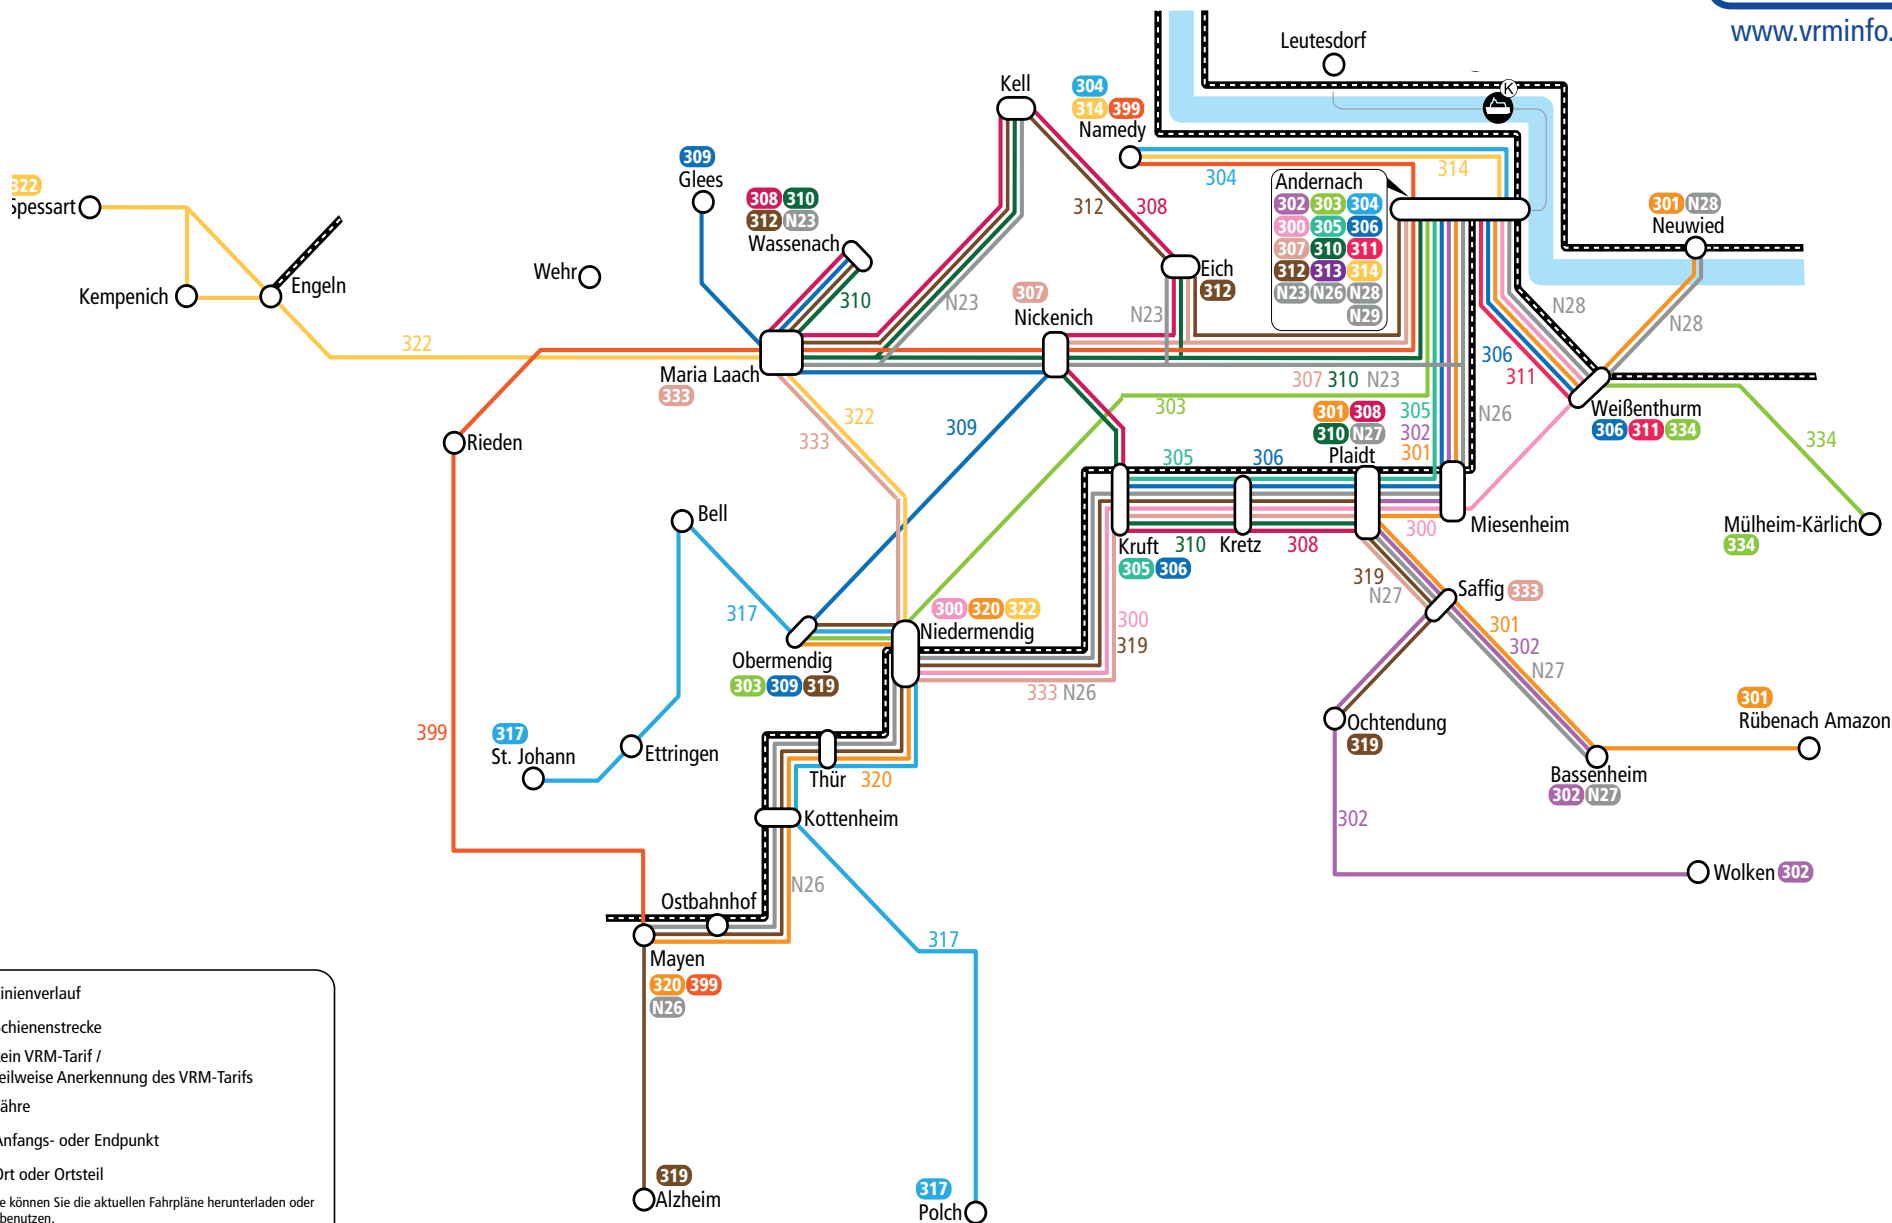 www.vrminfo.
Leutesdorf
K
Kell
304
314 399
Namedy
304
314
309
Glees
308 310
312 N23
Wassenach
310
N23
312
308
Andernach
302 303 304
300 305 306
307 310 311
312 313 314
N23 N26 N28
N29
301 N28
Neuwied
N28
N28
322
Spessart
Kempenich
Engeln
322
Wehr
Eich
312
N23
307
Nickenich
Maria Laach
333
322
333
309
303
307 310 N23
306
311
N26
305
302
301
301 308
310 N27
Plaidt
Weißenthurm
306 311 334
334
Mülheim-Kärlich
334
Rieden
305
306
300
Miesenheim
Kruft
305 306
310
Kretz
308
Bell
317
Obermendig
303 309 319
300 320 322
Niedermendig
300
319
333 N26
319
N27
Saffig 333
301
302
N27
Ochtendung
319
302
301
Rübenach Amazon
Bassenheim
302 N27
Wolken 302
399
317
St. Johann
Ettringen
Thür
320
Kottenheim
N26
Ostbahnhof
Mayen
320 399
N26
317
319
Alzheim
317
Polch
inienverlauf
chienenstrecke
ein VRM-Tarif /
eilweise Anerkennung des VRM-Tarifs
ähre
Anfangs- oder Endpunkt
Ort oder Ortsteil
e können Sie die aktuellen Fahrpläne herunterladen oder
benutzen.